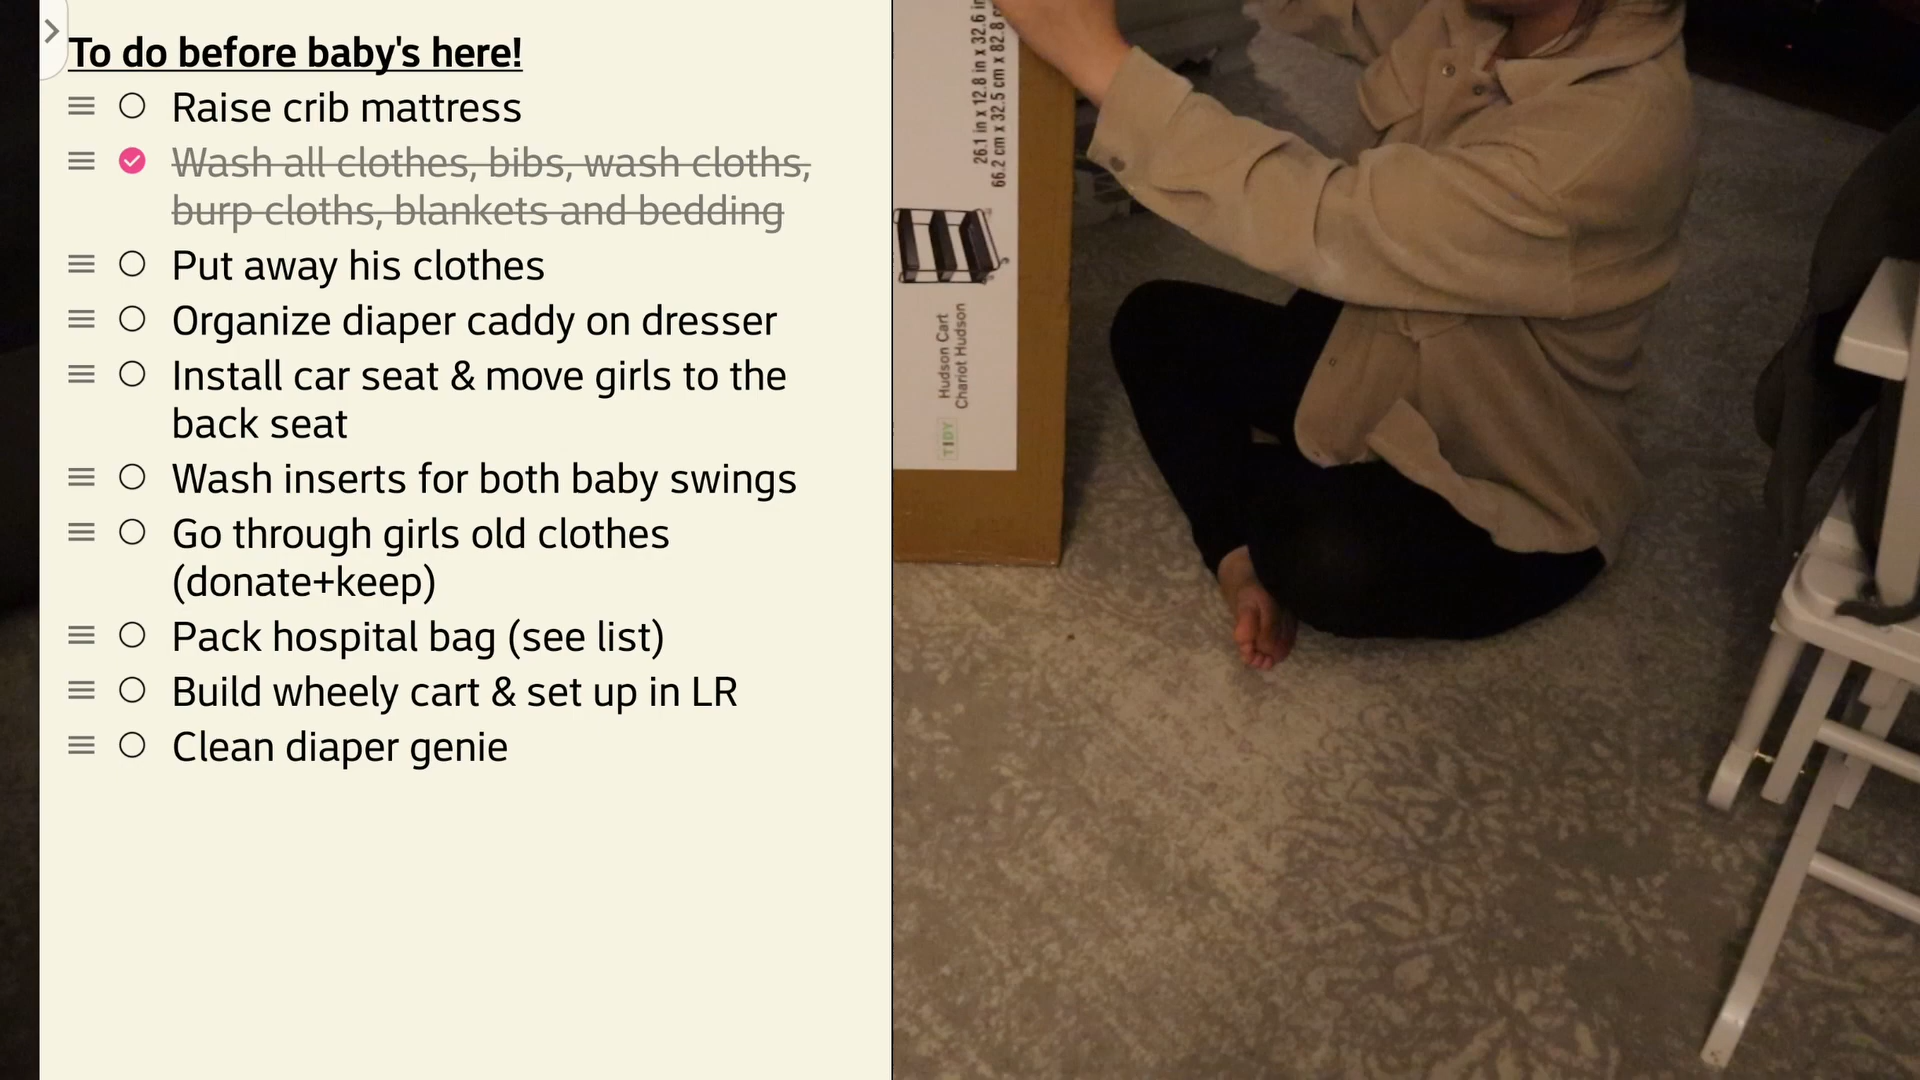 To do before baby's here!
Raise crib mattress
Wash all clothes, bibs, wash cloths,
burp cloths, blankets and bedding
Put away his clothes
Organize diaper caddy on dresser
Install car seat & move girls to the
back seat
Wash inserts for both baby swings
Go through girls old clothes
(donate+keep)
Pack hospital bag (see list)
Build wheely cart & set up in LR
Clean diaper genie
26.1 in x 12.8 in x 32.6 in
66.2 cm x 32.5 cm x 82.8
Hudson Cart
Chariot Hudson
TIDY